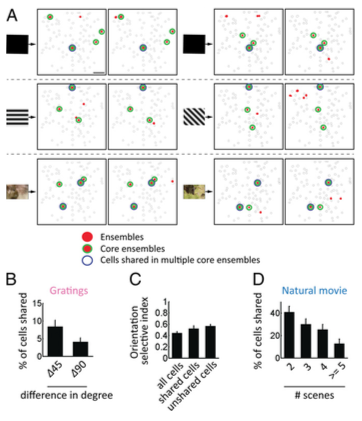 A
Ensembles
Core ensembles
Cells shared in multiple core ensembles
B
Gratings
% of cells shared
15
10
5
0
Δ45
Δ90
difference in degree
C
Orientation
selective index
1
0.8
0.6
0.4
0.2
0
all cells
shared cells
unshared cells
D
Natural movie
% of cells shared
40
20
0
2
3
4
>= 5
# scenes